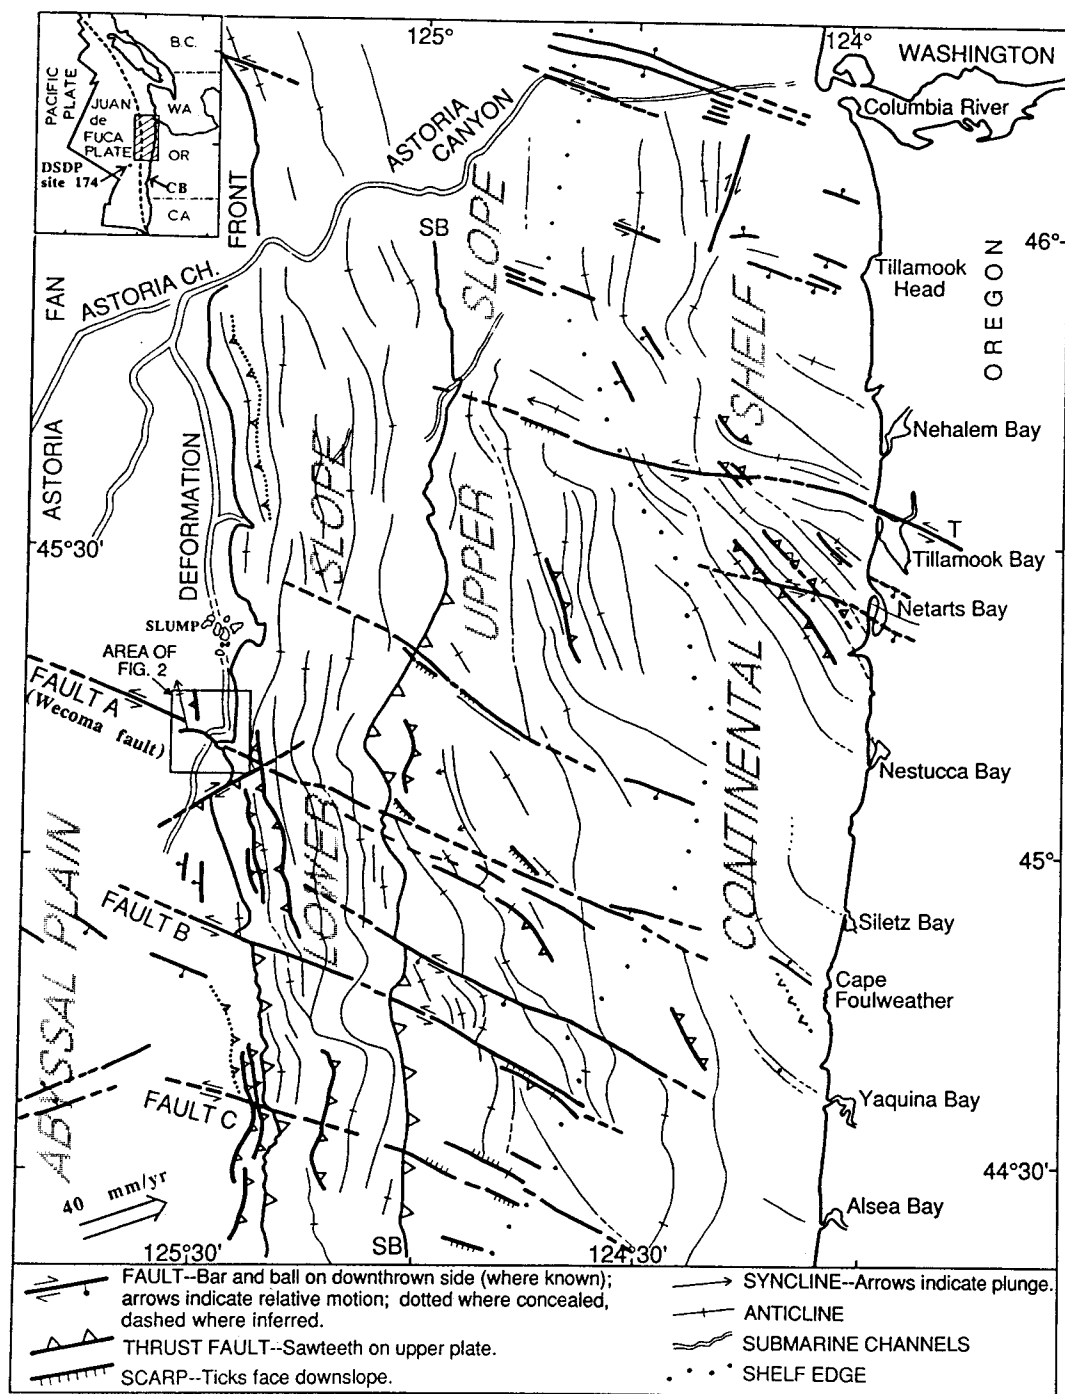 B.C.
PACIFIC
PLATE
JUAN
de
FUCA
PLATE
WA
OR
DSDP
site 174
CB
CA
125°
124°
WASHINGTON
Columbia River
ASTORIA
CANYON
FRONT
SB
SLOPE
46°
Tillamook
Head
OREGON
FAN
ASTORIA CH.
SHELF
ASTORIA
DEFORMATION
SLOPE
UPPER
Nehalem Bay
T
45°30'
Tillamook Bay
Netarts Bay
SLUMP
AREA OF
FIG. 2
FAULT A
(Wecoma fault)
CONTINENTAL
Nestucca Bay
LOWER
ABYSSAL PLAIN
45°
FAULT B
Siletz Bay
Cape
Foulweather
FAULT C
Yaquina Bay
44°30'
40 mm/yr
Alsea Bay
125°30'
SB
124°30'
FAULT--Bar and ball on downthrown side (where known);
arrows indicate relative motion; dotted where concealed,
dashed where inferred.
THRUST FAULT--Sawteeth on upper plate.
SCARP--Ticks face downslope.
SYNCLINE--Arrows indicate plunge.
ANTICLINE
SUBMARINE CHANNELS
SHELF EDGE